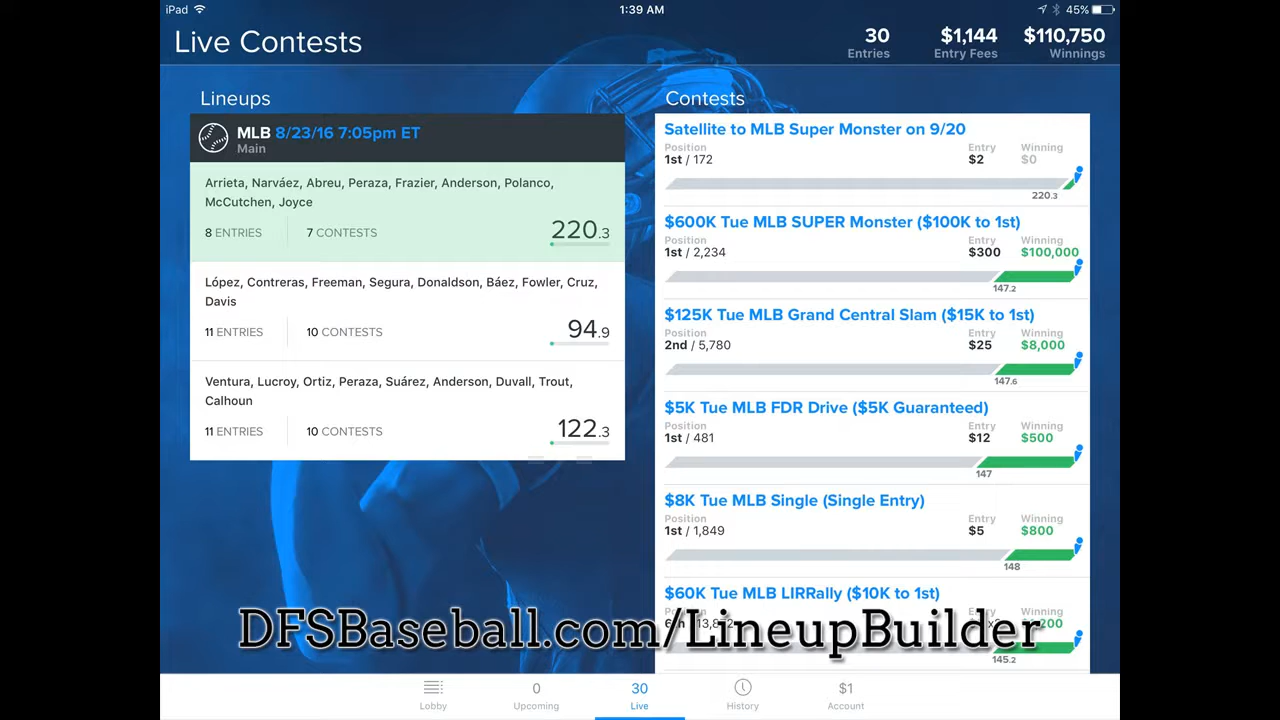 iPad
1:39 AM
45%
Live Contests
30
Entries
$1,144
Entry Fees
$110,750
Winnings
Lineups
MLB 8/23/16 7:05pm ET
Main
Arrieta, Narváez, Abreu, Peraza, Frazier, Anderson, Polanco,
McCutchen, Joyce
8 ENTRIES
7 CONTESTS
220.3
López, Contreras, Freeman, Segura, Donaldson, Báez, Fowler, Cruz,
Davis
11 ENTRIES
10 CONTESTS
94.9
Ventura, Lucroy, Ortiz, Peraza, Suárez, Anderson, Duvall, Trout,
Calhoun
11 ENTRIES
10 CONTESTS
122.3
Contests
Satellite to MLB Super Monster on 9/20
Position Entry Winning
1st / 172 $2 $0
220.3
$600K Tue MLB SUPER Monster ($100K to 1st)
Position Entry Winning
1st / 2,234 $300 $100,000
147.2
$125K Tue MLB Grand Central Slam ($15K to 1st)
Position Entry Winning
2nd / 5,780 $25 $8,000
147.6
$5K Tue MLB FDR Drive ($5K Guaranteed)
Position Entry Winning
1st / 481 $12 $500
147
$8K Tue MLB Single (Single Entry)
Position Entry Winning
1st / 1,849 $5 $800
148
$60K Tue MLB LIRRally ($10K to 1st)
145.2
DFSBaseball.com/LineupBuilder
Lobby
0
Upcoming
30
Live
History
$1
Account